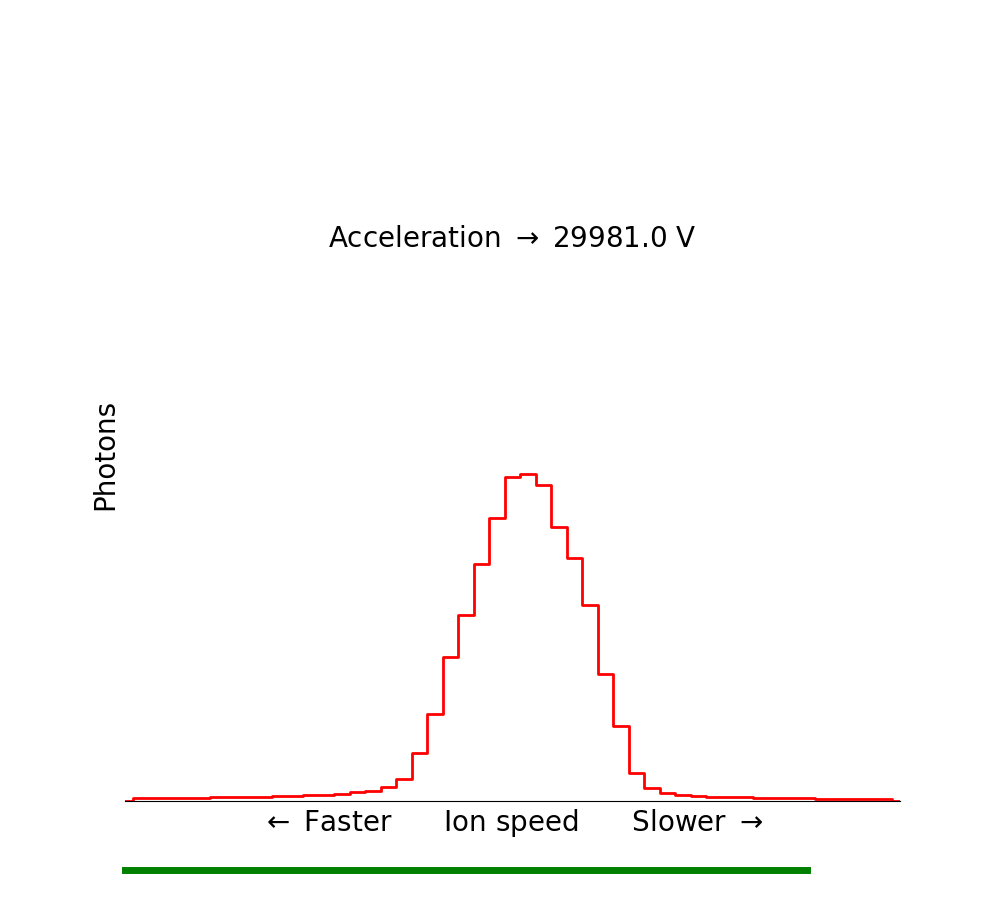 Acceleration → 29981.0 V
Photons
← Faster Ion speed Slower →